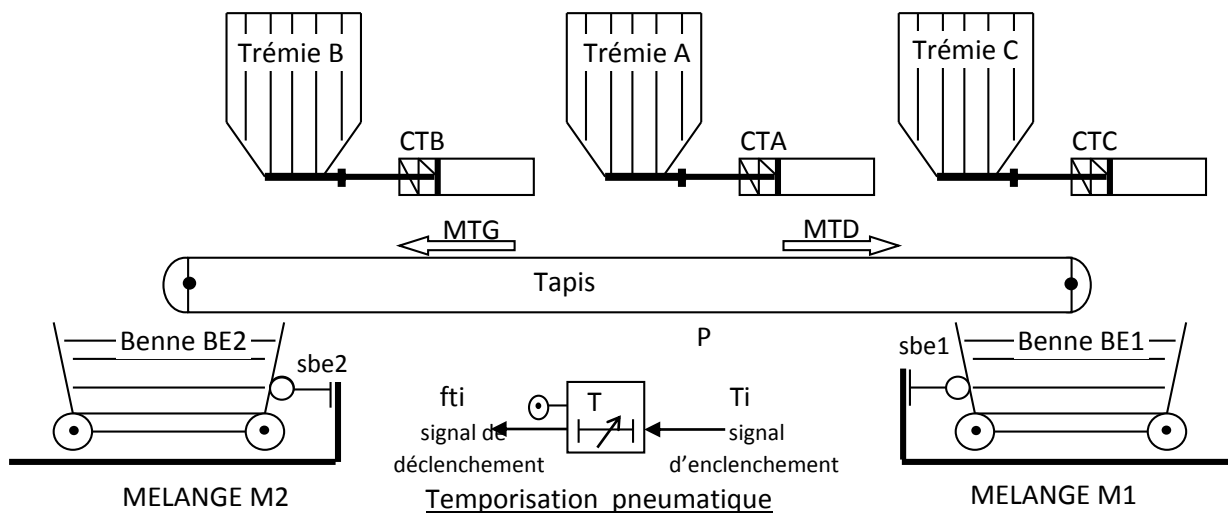 Trémie B
Trémie A
Trémie C
CTB
CTA
CTC
MTG
MTD
Tapis
P
Benne BE2
sbe2
sbe1
Benne BE1
fti
T
Ti
signal de
déclenchement
signal
d'enclenchement
MELANGE M2
Temporisation pneumatique
MELANGE M1